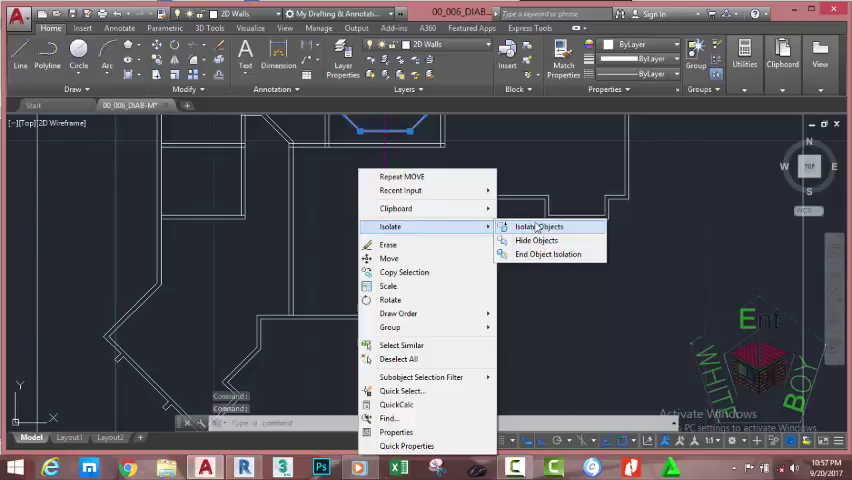 2D Walls
My Drafting & Annotati...
00_006_DIAB...
Type a keyword or phrase
Sign In
Home Insert Annotate Parametric 3D Tools Visualize View Manage Output Add-ins A360 Featured Apps Express Tools
2D Walls
ByLayer
ByLayer
ByLayer
Line Polyline Circle Arc
Text Dimension
Layer
Properties
Insert
Match
Properties
Group
Utilities Clipboard View
Draw Modify Annotation Layers Block Properties Groups
Start 00_006_DIAB-M*
[−][Top][2D Wireframe]
N
W TOP
S
WCS
Repeat MOVE
Recent Input
Clipboard
Isolate
Erase
Move
Copy Selection
Scale
Rotate
Draw Order
Group
Select Similar
Deselect All
Subobject Selection Filter
Quick Select...
QuickCalc
Find...
Properties
Quick Properties
Isolate Objects
Hide Objects
End Object Isolation
Ent
WHITE
BOY
Y
X
Command:
Command:
Type a command
Activate Windows
Go to PC settings to activate Windows.
Model Layout1 Layout2
1:1
10:57 PM
9/20/2017